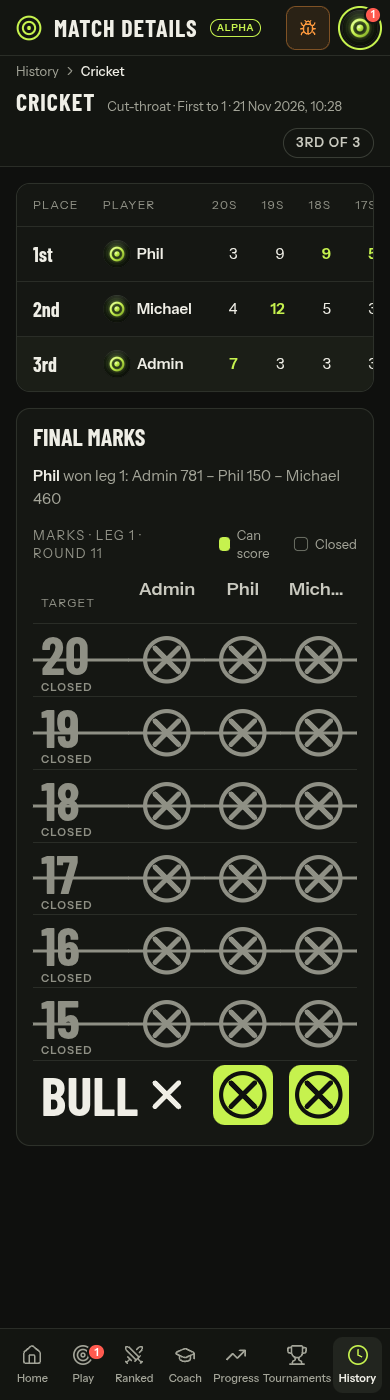 MATCH DETAILS ALPHA 1
History > Cricket
CRICKET Cut-throat · First to 1 · 21 Nov 2026, 10:28
3RD OF 3
PLACE PLAYER 20S 19S 18S 17S
1st Phil 3 9 9 5
2nd Michael 4 12 5 3
3rd Admin 7 3 3 3
FINAL MARKS
Phil won leg 1: Admin 781 – Phil 150 – Michael
460
MARKS · LEG 1 ·
ROUND 11
Can
score
Closed
TARGET Admin Phil Mich...
20
CLOSED
19
CLOSED
18
CLOSED
17
CLOSED
16
CLOSED
15
CLOSED
BULL
1
Home Play Ranked Coach Progress Tournaments History